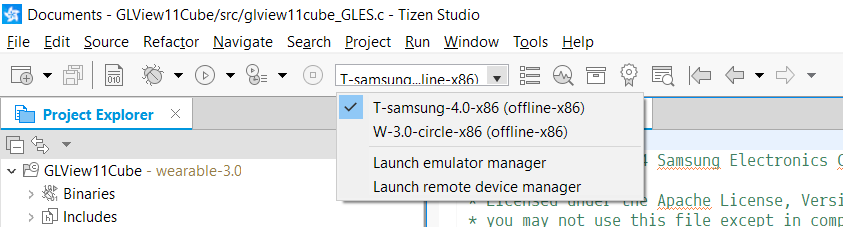 Documents - GLView11Cube/src/glview11cube_GLES.c - Tizen Studio
File Edit Source Refactor Navigate Search Project Run Window Tools Help
T-samsung...line-x86)
Project Explorer
T-samsung-4.0-x86 (offline-x86)
W-3.0-circle-x86 (offline-x86)
Launch emulator manager
Launch remote device manager
GLView11Cube - wearable-3.0
Binaries
Includes
4 Samsung Electronics C
* Licensed under the Apache License, Versi
* you may not use this file except in comp